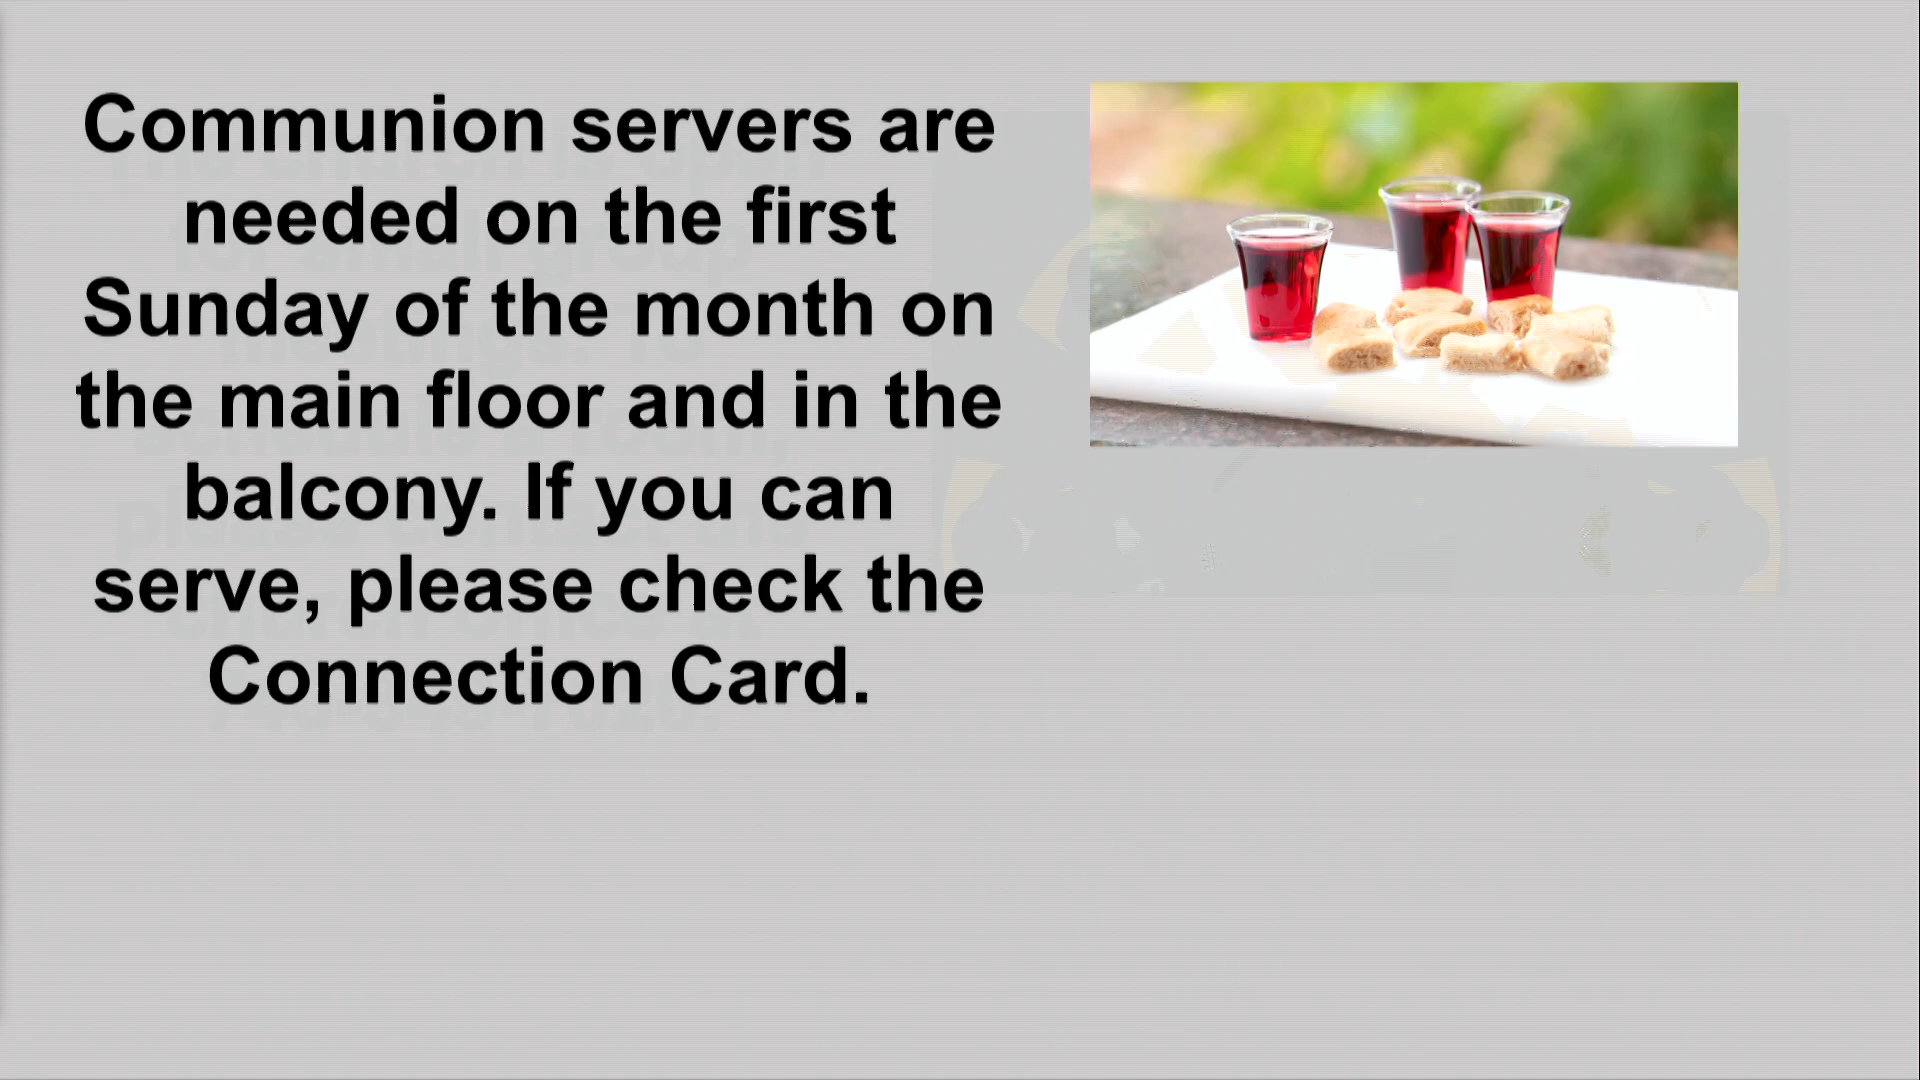 Communion servers are
needed on the first
Sunday of the month on
the main floor and in the
balcony. If you can
serve, please check the
Connection Card.